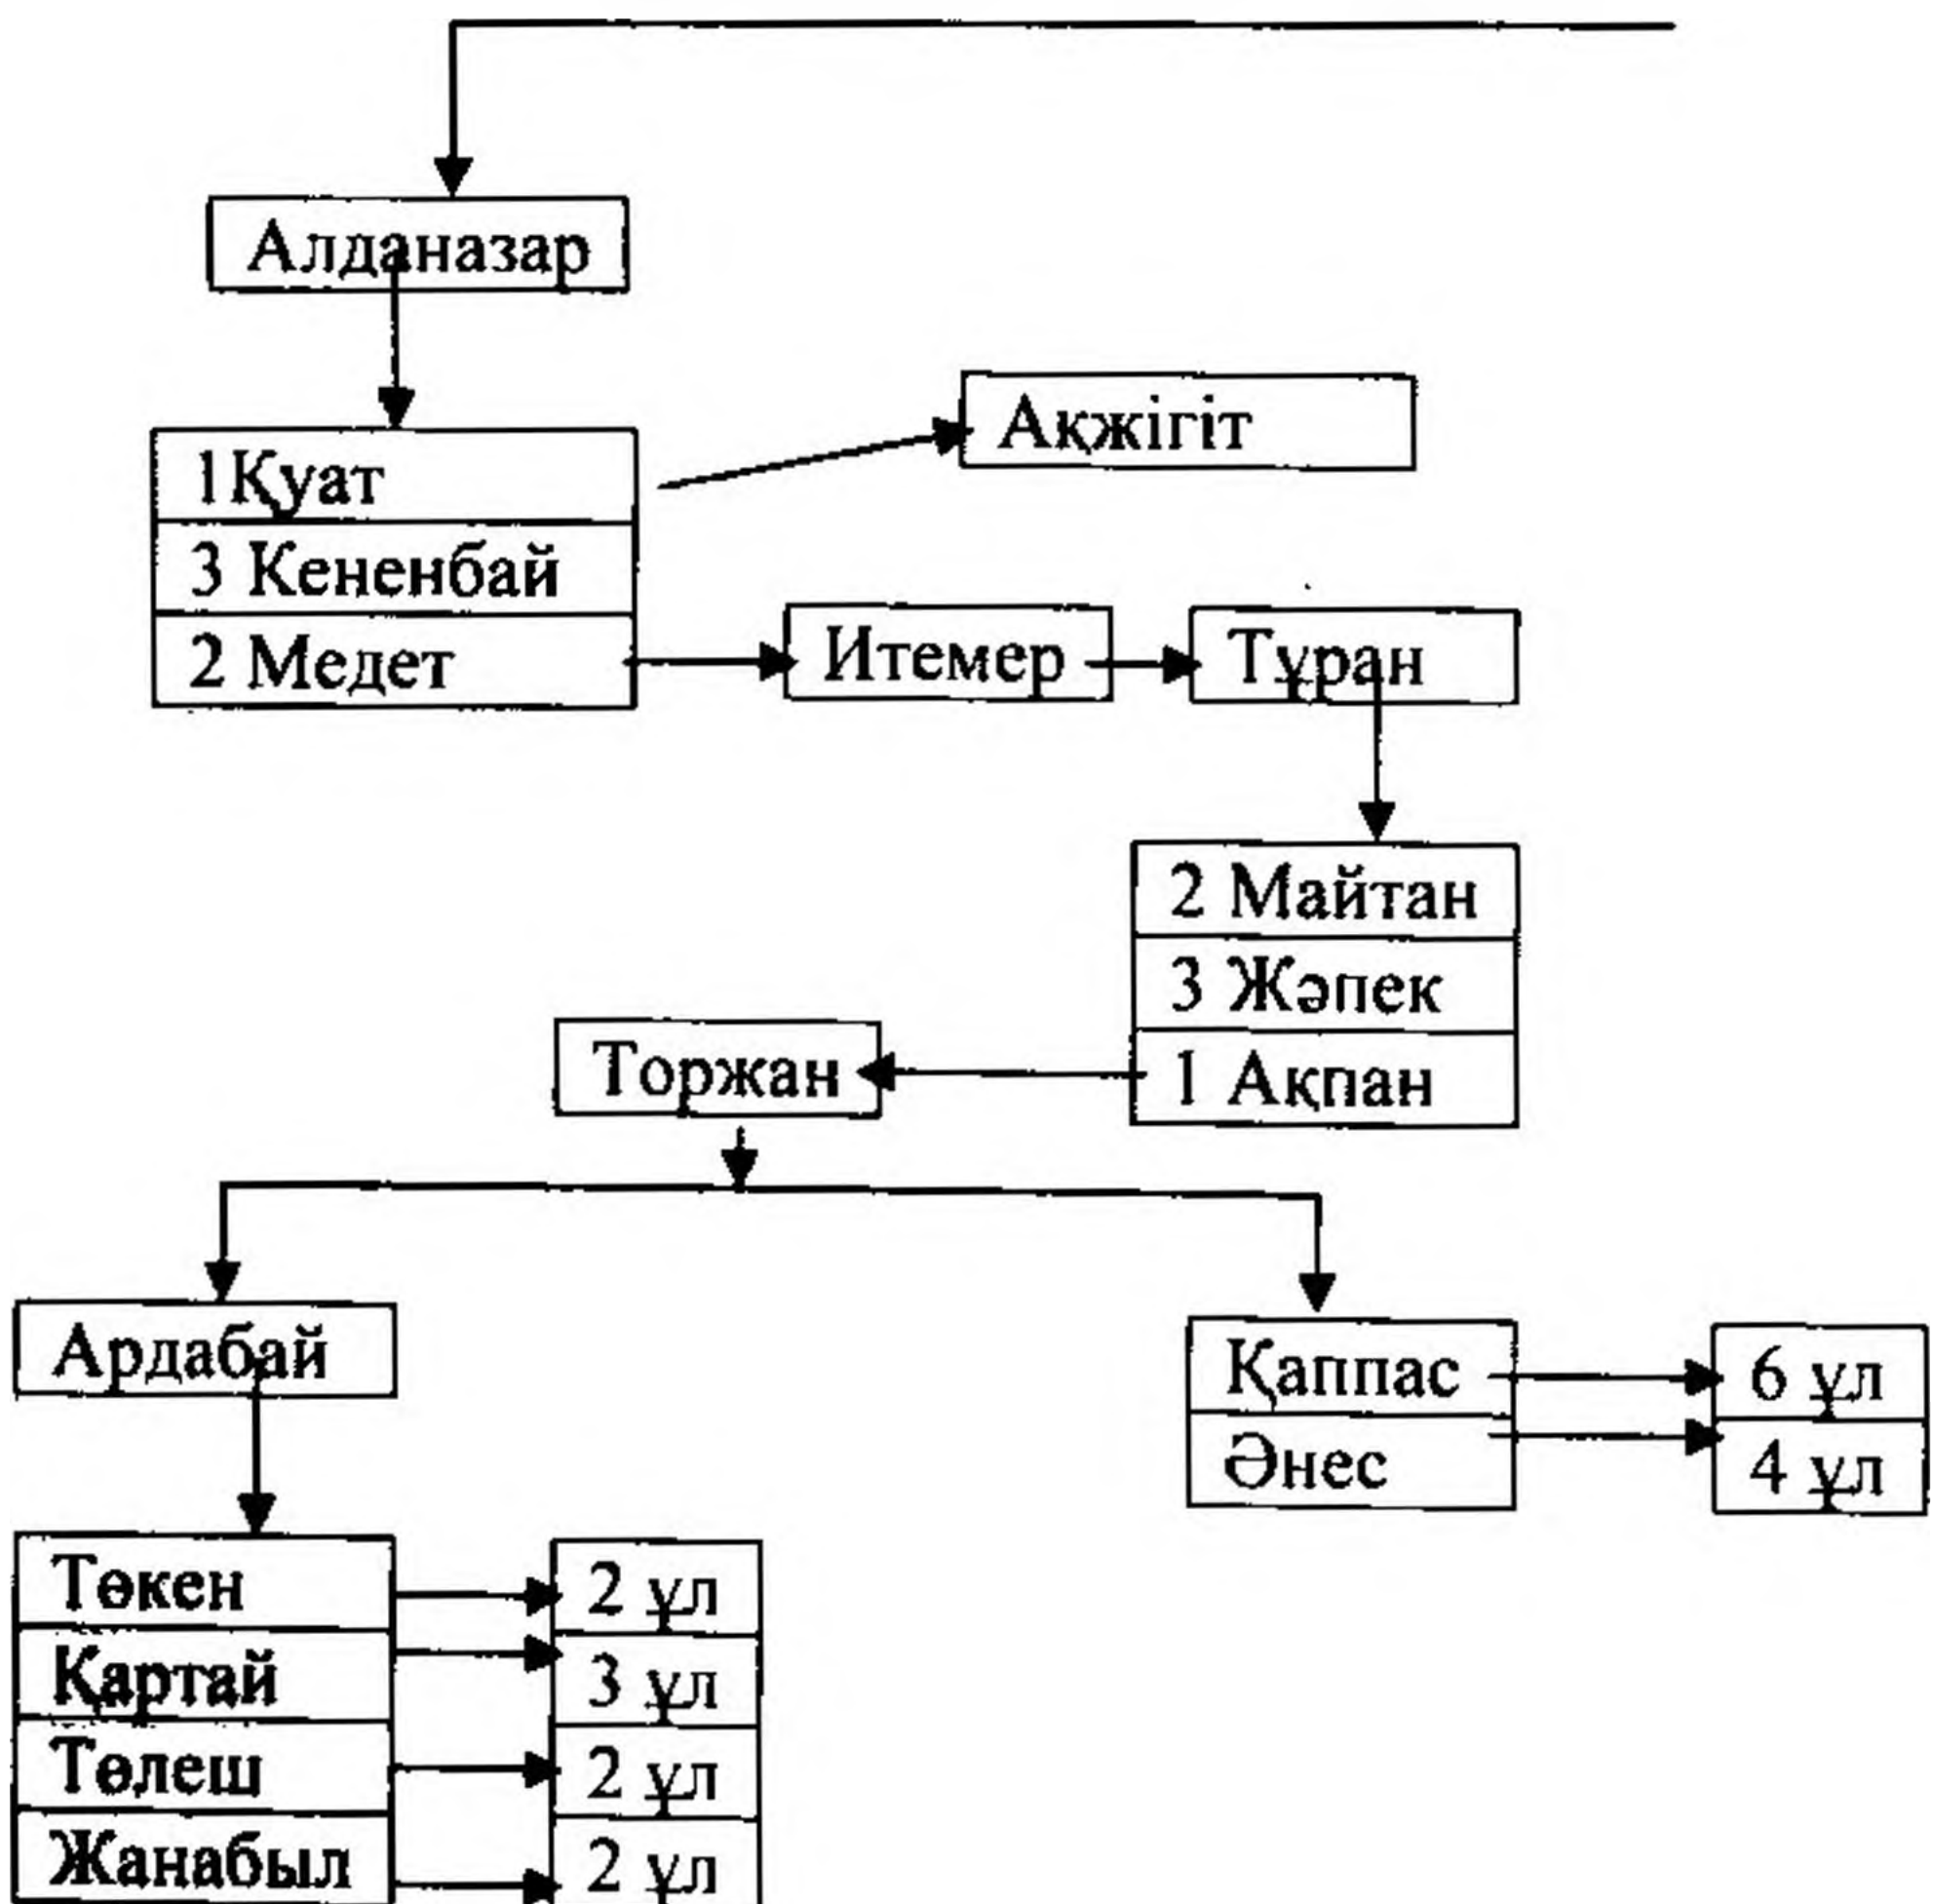 Алданазар
Ақжігіт
1Қуат
3 Кененбай
2 Медет
Итемер
Тұран
2 Майтан
3 Жәпек
1 Ақпан
Торжан
Ардабай
Қаппас
6 ұл
Әнес
4 ұл
Төкен
2 ұл
Қартай
3 ұл
Төлеш
2 ұл
Жанабыл
2 ұл